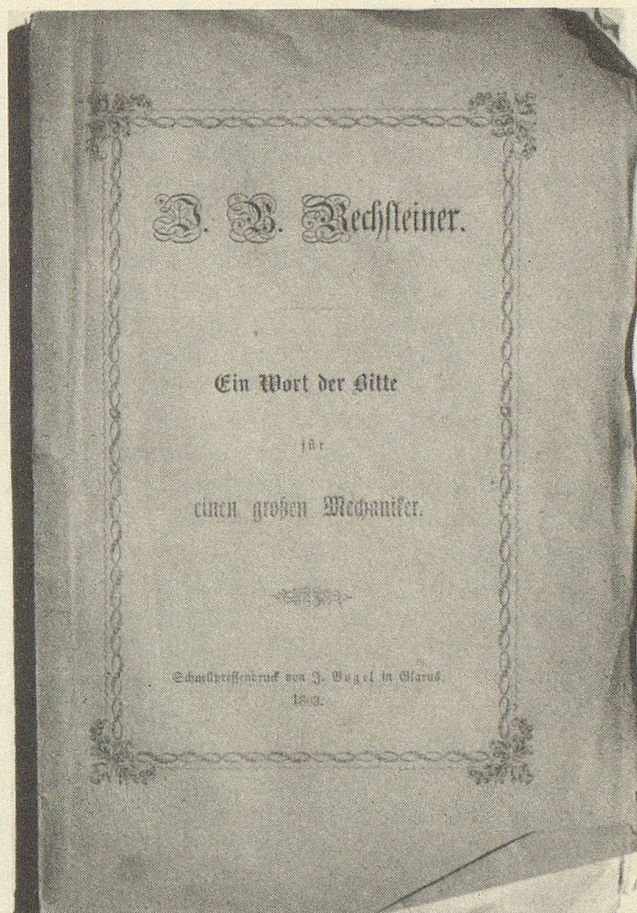 J. B. Rechsteiner.
Ein Wort der Bitte
für
einen großen Mechaniker.
Schnellpressendruck von J. Vogel in Glarus.